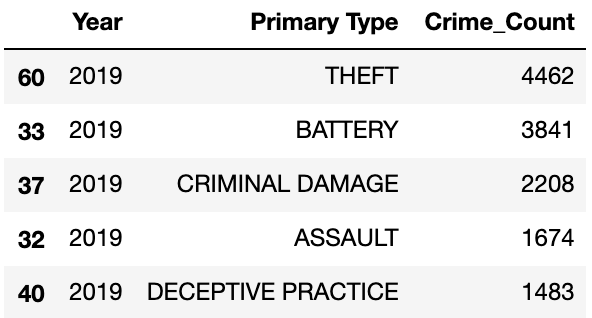 Year Primary Type Crime_Count
60 2019 THEFT 4462
33 2019 BATTERY 3841
37 2019 CRIMINAL DAMAGE 2208
32 2019 ASSAULT 1674
40 2019 DECEPTIVE PRACTICE 1483